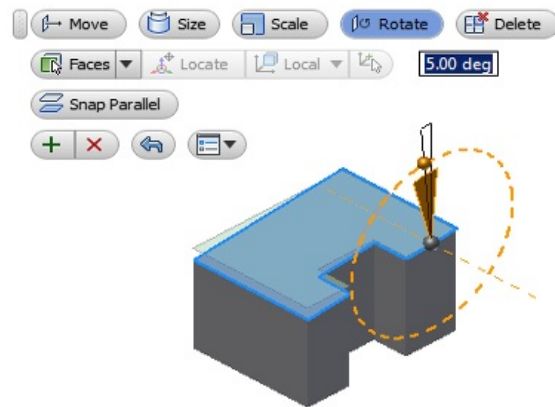 Move Size Scale Rotate Delete
Faces Locate Local 5.00 deg
Snap Parallel